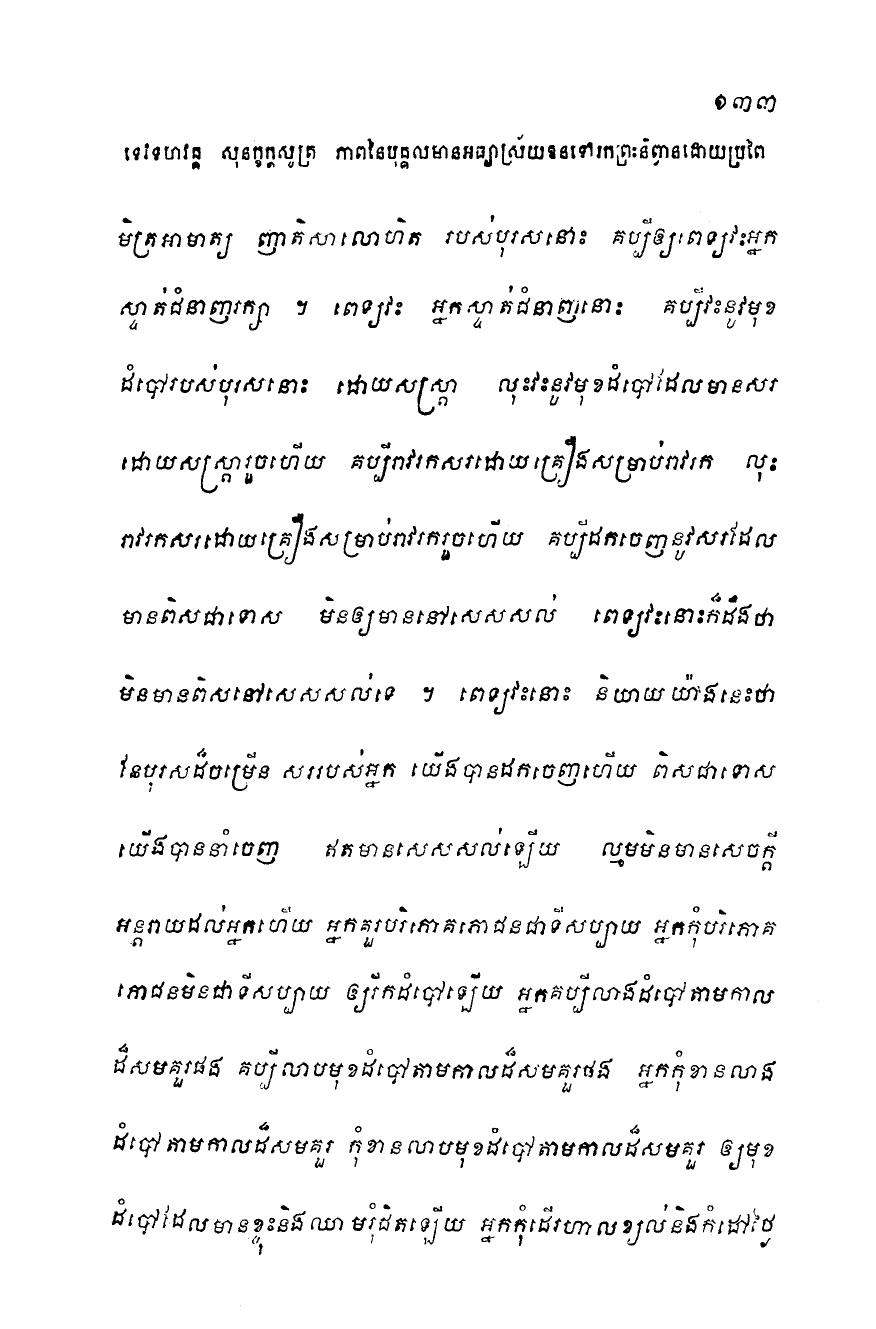 ១៣៣
ទេវទហវគ្គ សុនក្ខត្តសូត្រ ភាពនៃបុគ្គលមានអធ្យាស្រ័យឱនទៅរកព្រះនិព្វានដោយប្រពៃ
មិត្រអាមាត្យ ញាតិសាលោហិត របស់បុរសនោះ គប្បីឲ្យពេទ្យវះអ្នក
ស្ទាត់ជំនាញរក្សា ។ ពេទ្យវះ អ្នកស្ទាត់ជំនាញនោះ គប្បីវះនូវមុខ
ដំបៅរបស់បុរសនោះ ដោយសស្ត្រា លុះវះនូវមុខដំបៅដែលមានសរ
ដោយសស្ត្រារួចហើយ គប្បីរាវរកសរដោយគ្រឿងសម្រាប់រាវរក លុះ
រាវរកសរដោយគ្រឿងសម្រាប់រាវរករួចហើយ គប្បីដកចេញនូវសរដែល
មានពិសជាទោស មិនឲ្យមាននៅសេសសល់ ពេទ្យវះនោះក៏ដឹងថា
មិនមានពិសនៅសេសសល់ទេ ។ ពេទ្យវះនោះ និយាយយ៉ាងនេះថា
នៃបុរសដ៏ចម្រើន សររបស់អ្នក យើងបានដកចេញហើយ ពិសជាទោស
យើងបាននាំចេញ ឥតមានសេសសល់ឡើយ ល្មមមិនមានសេចក្តី
អន្តរាយដល់អ្នកហើយ អ្នកគួរបរិភោគភោជនជាទីសប្បាយ អ្នកកុំបរិភោគ
ភោជនមិនជាទីសប្បាយ ឲ្យរីកដំបៅឡើយ អ្នកគប្បីលាងដំបៅតាមកាល
ដ៏សមគួរផង គប្បីលាបមុខដំបៅតាមកាលដ៏សមគួរផង អ្នកកុំខានលាង
ដំបៅតាមកាលដ៏សមគួរ កុំខានលាបមុខដំបៅតាមកាលដ៏សមគួរ ឲ្យមុខ
ដំបៅដែលមានខ្ទុះនិងឈាមរុំជិតឡើយ អ្នកកុំដើរហាលខ្យល់និងកំដៅថ្ងៃ